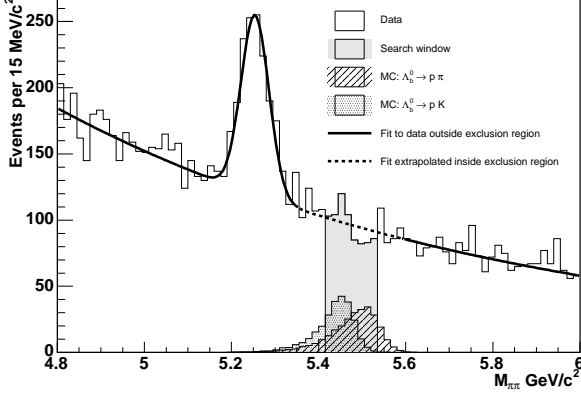 Events per 15 MeV/c²
250
200
150
100
50
0
Data
Search window
MC: Λ⁰_b → p π
MC: Λ⁰_b → p K
Fit to data outside exclusion region
Fit extrapolated inside exclusion region
4.8 5 5.2 5.4 5.6 5.8 6
M_ππ GeV/c²